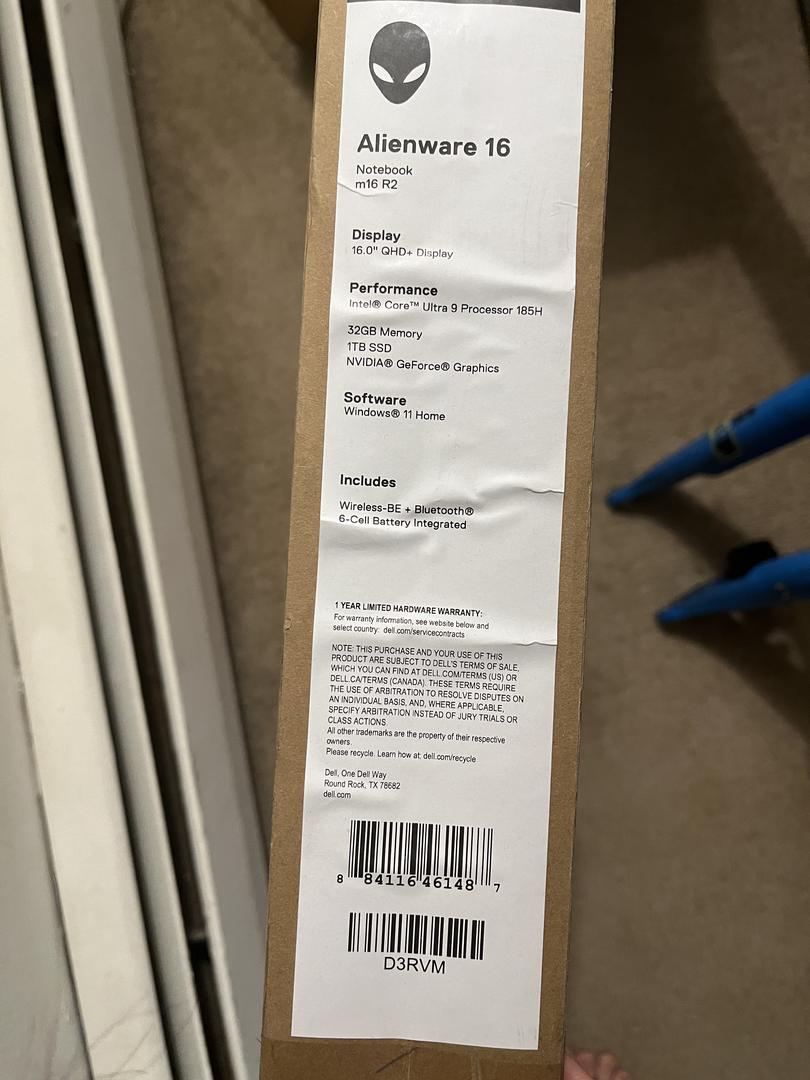 Alienware 16
Notebook
m16 R2
Display
16.0" QHD+ Display
Performance
Intel® Core™ Ultra 9 Processor 185H
32GB Memory
1TB SSD
NVIDIA® GeForce® Graphics
Software
Windows® 11 Home
Includes
Wireless-BE + Bluetooth®
6-Cell Battery Integrated
1 YEAR LIMITED HARDWARE WARRANTY:
For warranty information, see website below and
select country: dell.com/servicecontracts
NOTE: THIS PURCHASE AND YOUR USE OF THIS
PRODUCT ARE SUBJECT TO DELL'S TERMS OF SALE,
WHICH YOU CAN FIND AT DELL.COM/TERMS (US) OR
DELL.CA/TERMS (CANADA). THESE TERMS REQUIRE
THE USE OF ARBITRATION TO RESOLVE DISPUTES ON
AN INDIVIDUAL BASIS, AND, WHERE APPLICABLE,
SPECIFY ARBITRATION INSTEAD OF JURY TRIALS OR
CLASS ACTIONS.
All other trademarks are the property of their respective
owners.
Please recycle. Learn how at: dell.com/recycle
Dell, One Dell Way
Round Rock, TX 78682
dell.com
8 84116 46148 7
D3RVM